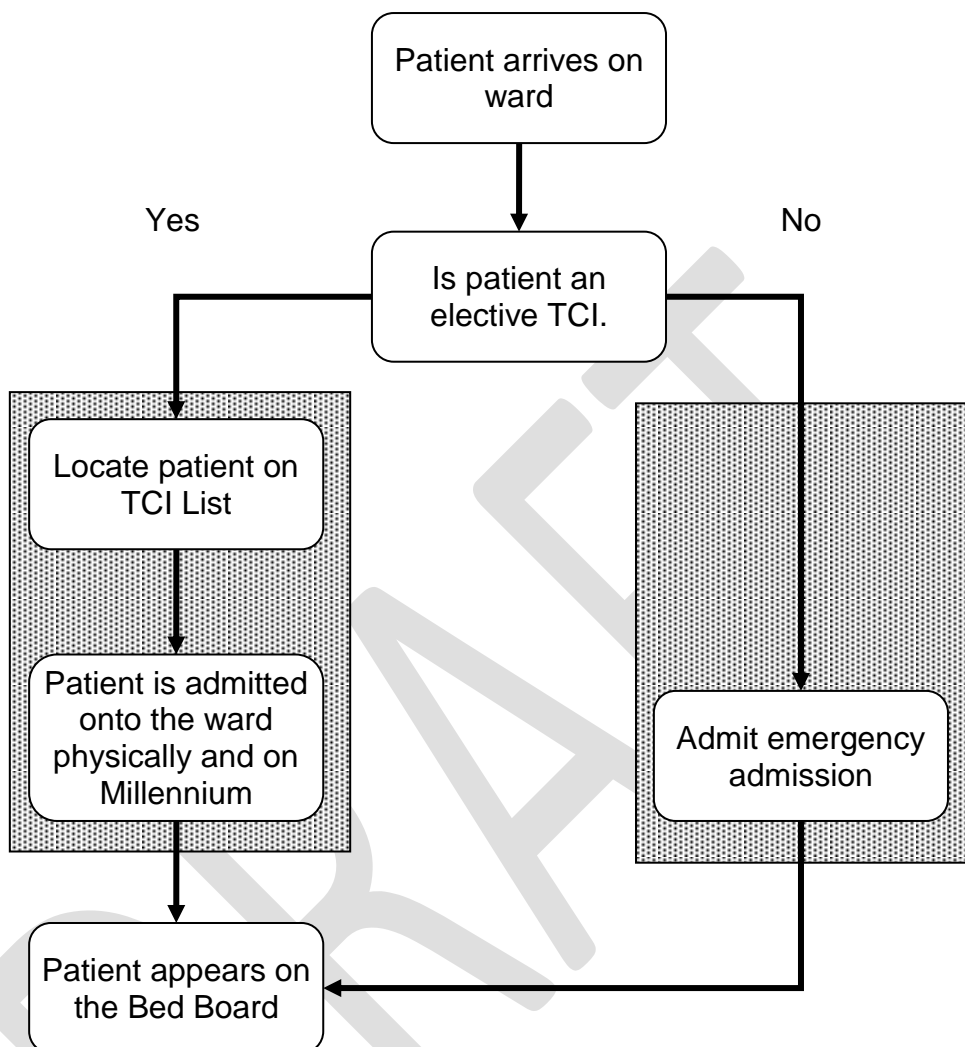 Patient arrives on
ward
Yes
No
Is patient an
elective TCI.
Locate patient on
TCI List
Patient is admitted
onto the ward
physically and on
Millennium
Admit emergency
admission
Patient appears on
the Bed Board
DRAFT